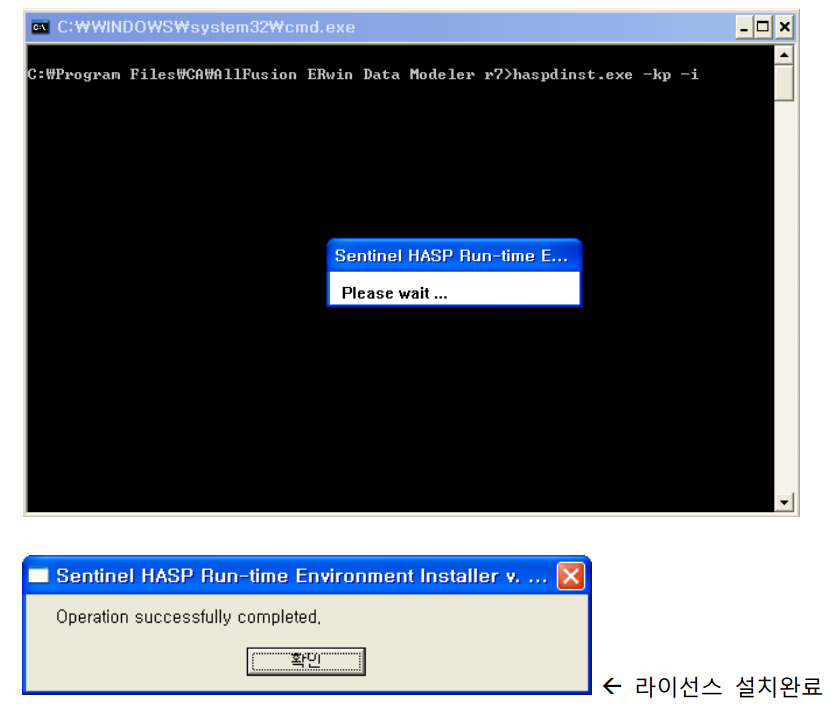 C:₩WINDOWS₩system32₩cmd.exe
C:₩Program Files₩CA₩AllFusion ERwin Data Modeler r7>haspdinst.exe -kp -i
Sentinel HASP Run-time E...
Please wait ...
Sentinel HASP Run-time Environment Installer v. ...
Operation successfully completed,
확인
← 라이선스 설치완료